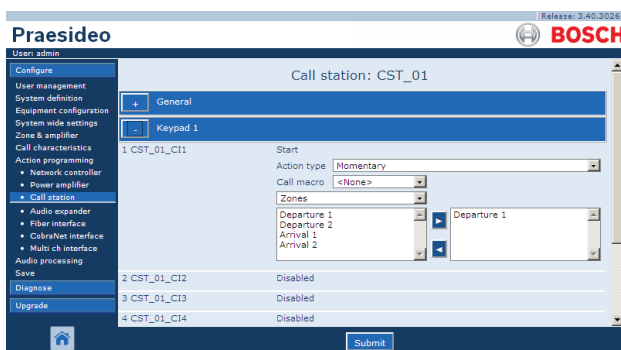 Release: 3.40.3026
Praesideo
BOSCH
User: admin
Configure
User management
System definition
Equipment configuration
System wide settings
Zone & amplifier
Call characteristics
Action programming
• Network controller
• Power amplifier
• Call station
• Audio expander
• Fiber interface
• CobraNet interface
• Multi ch interface
Audio processing
Save
Diagnose
Upgrade
Call station: CST_01
+ General
- Keypad 1
1 CST_01_CI1 Start
Action type Momentary
Call macro <None>
Zones
Departure 1
Departure 2
Arrival 1
Arrival 2
Departure 1
2 CST_01_CI2 Disabled
3 CST_01_CI3 Disabled
4 CST_01_CI4 Disabled
Submit